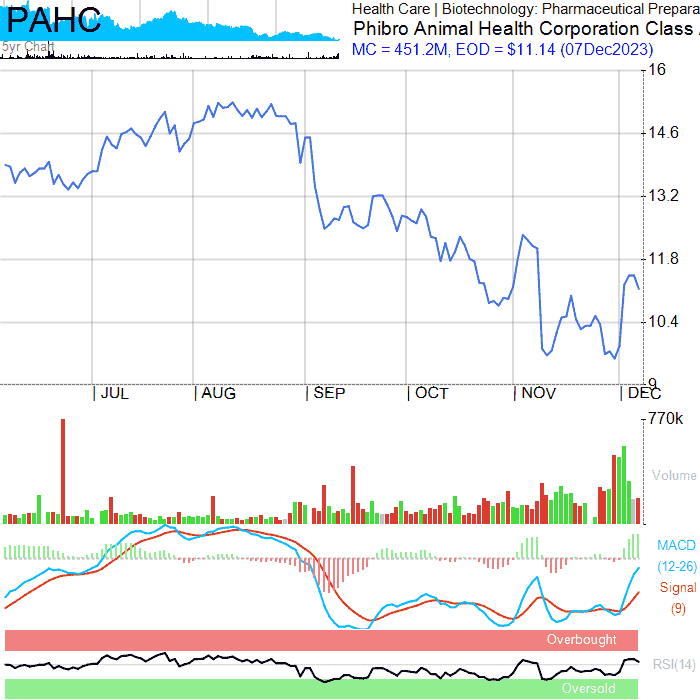 PAHC
5yr Chart
Health Care | Biotechnology: Pharmaceutical Prepara
Phibro Animal Health Corporation Class
MC = 451.2M, EOD = $11.14 (07Dec2023)
16
14.6
13.2
11.8
10.4
9
| JUL | AUG | SEP | OCT | NOV | DEC
770k
Volume
MACD
(12-26)
Signal
(9)
Overbought
RSI(14)
Oversold